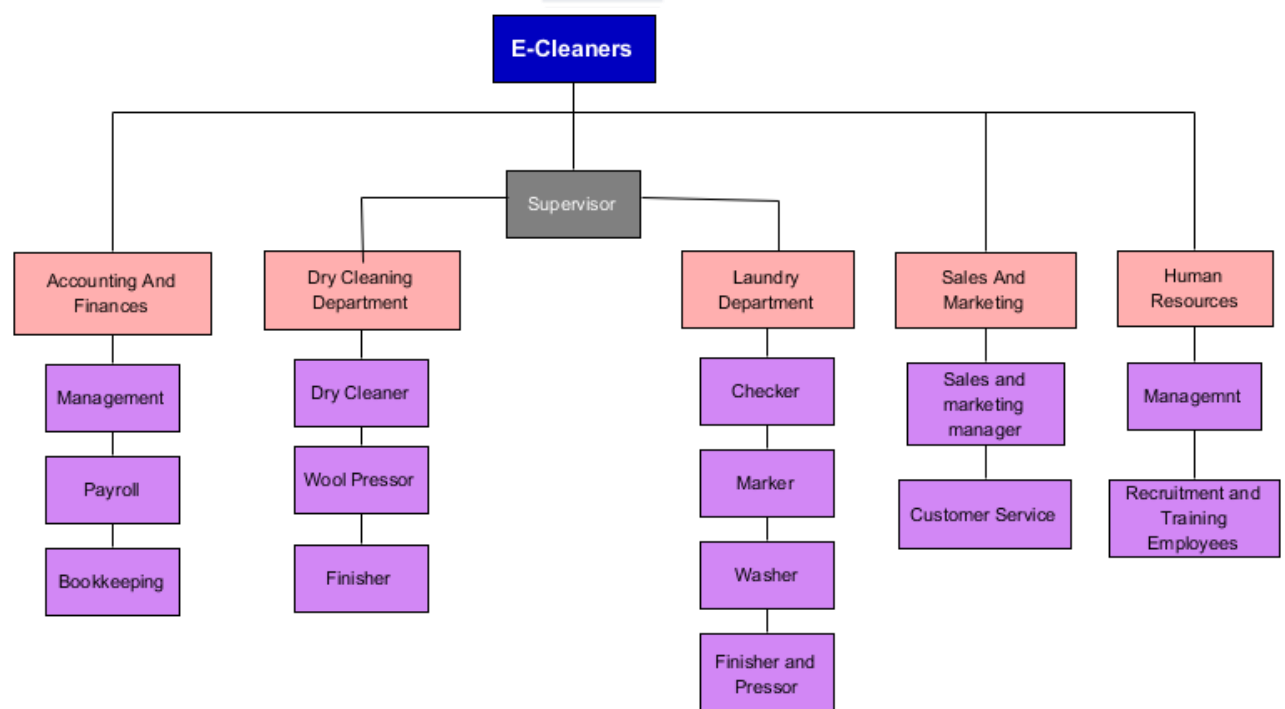 E-Cleaners
Supervisor
Accounting And
Finances
Dry Cleaning
Department
Laundry
Department
Sales And
Marketing
Human
Resources
Management
Payroll
Bookkeeping
Dry Cleaner
Wool Pressor
Finisher
Checker
Marker
Washer
Finisher and
Pressor
Sales and
marketing
manager
Customer Service
Managemnt
Recruitment and
Training
Employees